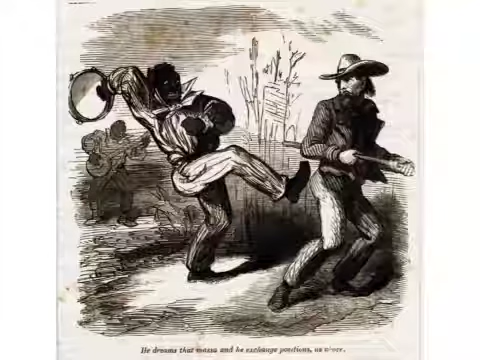 He dreams that massa and he exchange positions, as